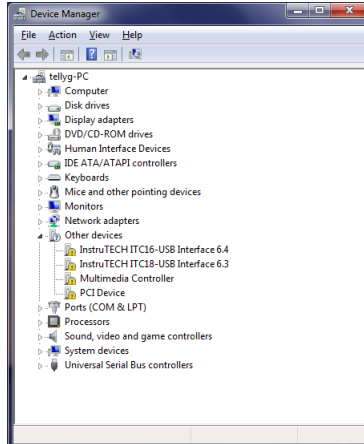 Device Manager
File Action View Help
tellyg-PC
Computer
Disk drives
Display adapters
DVD/CD-ROM drives
Human Interface Devices
IDE ATA/ATAPI controllers
Keyboards
Mice and other pointing devices
Monitors
Network adapters
Other devices
InstruTECH ITC16-USB Interface 6.4
InstruTECH ITC18-USB Interface 6.3
Multimedia Controller
PCI Device
Ports (COM & LPT)
Processors
Sound, video and game controllers
System devices
Universal Serial Bus controllers